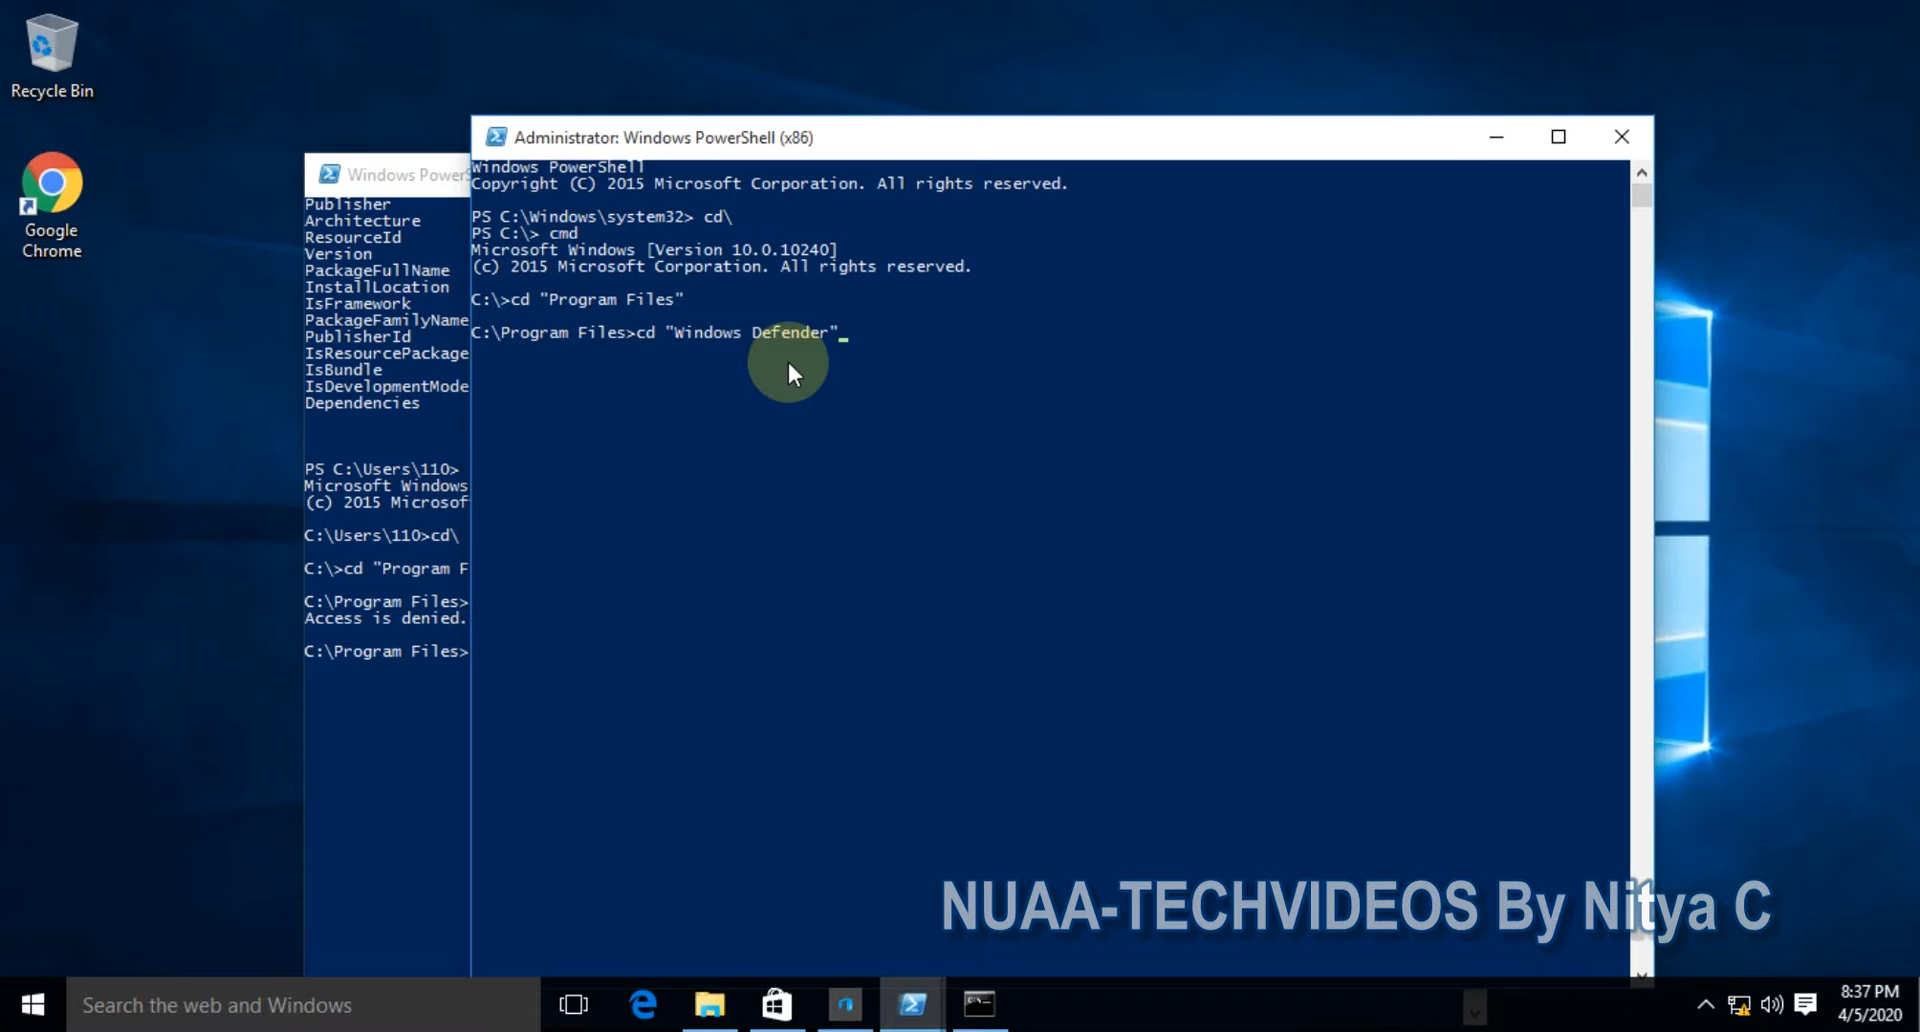 Recycle Bin
Google
Chrome
Windows PowerS
Publisher
Architecture
ResourceId
Version
PackageFullName
InstallLocation
IsFramework
PackageFamilyName
PublisherId
IsResourcePackage
IsBundle
IsDevelopmentMode
Dependencies
PS C:\Users\110>
Microsoft Windows
(c) 2015 Microsof
C:\Users\110>cd\
C:\>cd "Program F
C:\Program Files>
Access is denied.
C:\Program Files>
Administrator: Windows PowerShell (x86)
Windows PowerShell
Copyright (C) 2015 Microsoft Corporation. All rights reserved.
PS C:\Windows\system32> cd\
PS C:\> cmd
Microsoft Windows [Version 10.0.10240]
(c) 2015 Microsoft Corporation. All rights reserved.
C:\>cd "Program Files"
C:\Program Files>cd "Windows Defender"_
NUAA-TECHVIDEOS By Nitya C
Search the web and Windows
8:37 PM
4/5/2020